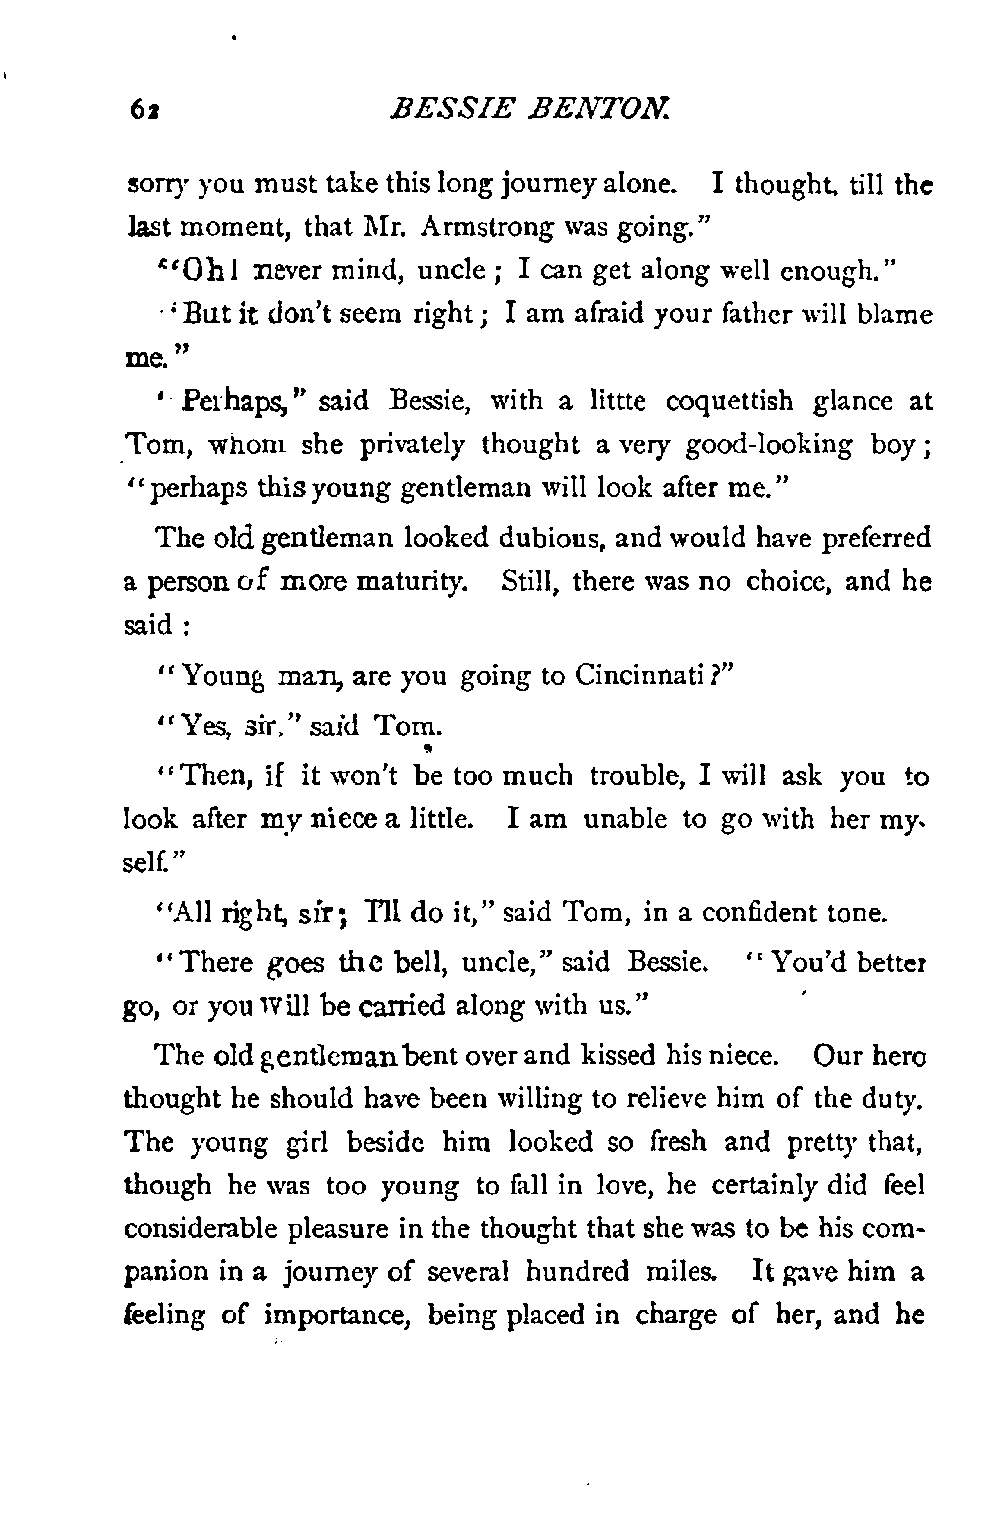 62 BESSIE BENTON.
sorry you must take this long journey alone. I thought, till the
last moment, that Mr. Armstrong was going."
"Oh! never mind, uncle; I can get along well enough."
"But it don't seem right; I am afraid your father will blame
me."
"Perhaps," said Bessie, with a littte coquettish glance at
Tom, whom she privately thought a very good-looking boy;
"perhaps this young gentleman will look after me."
The old gentleman looked dubious, and would have preferred
a person of more maturity. Still, there was no choice, and he
said:
"Young man, are you going to Cincinnati?"
"Yes, sir," said Tom.
"Then, if it won't be too much trouble, I will ask you to
look after my niece a little. I am unable to go with her my-
self."
"All right, sir; I'll do it," said Tom, in a confident tone.
"There goes the bell, uncle," said Bessie. "You'd better
go, or you will be carried along with us."
The old gentleman bent over and kissed his niece. Our hero
thought he should have been willing to relieve him of the duty.
The young girl beside him looked so fresh and pretty that,
though he was too young to fall in love, he certainly did feel
considerable pleasure in the thought that she was to be his com-
panion in a journey of several hundred miles. It gave him a
feeling of importance, being placed in charge of her, and he